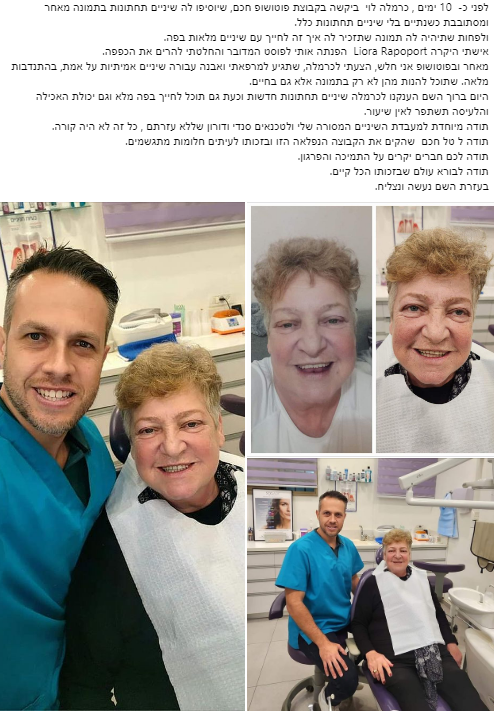 לפני כ- 10 ימים , כרמלה לוי ביקשה בקבוצת פוטושופ חכם, שיוסיפו לה שיניים תחתונות בתמונה מאחר
ומסתובבת כשנתיים בלי שיניים תחתונות כלל.
ולפחות שתיהיה לה תמונה שתזכיר לה איך זה לחייך עם שיניים מלאות בפה.
אישתי היקרה Liora Rapoport הפנתה אותי לפוסט המדובר והחלטתי להרים את הכפפה.
מאחר ובפוטושופ אני חלש, הצעתי לכרמלה, שתגיע למרפאתי ואבנה עבורה שיניים אמיתיות על אמת, בהתנדבות
מלאה. שתוכל להנות מהן לא רק בתמונה אלא גם בחיים.
היום ברוך השם הענקנו לכרמלה שיניים תחתונות חדשות וכעת גם תוכל לחייך בפה מלא וגם יכולת האכילה
והלעיסה תשתפר לאין שיעור.
תודה מיוחדת למעבדת השיניים המסורה שלי ולטכנאים סנדי ודורון שללא עזרתם , כל זה לא היה קורה.
תודה ל טל חכם שהקים את הקבוצה הנפלאה הזו ובזכותו לעיתים חלומות מתגשמים.
תודה לכם חברים יקרים על התמיכה והפרגון.
תודה לבורא עולם שבזכותו הכל קיים.
בעזרת השם נעשה ונצליח.